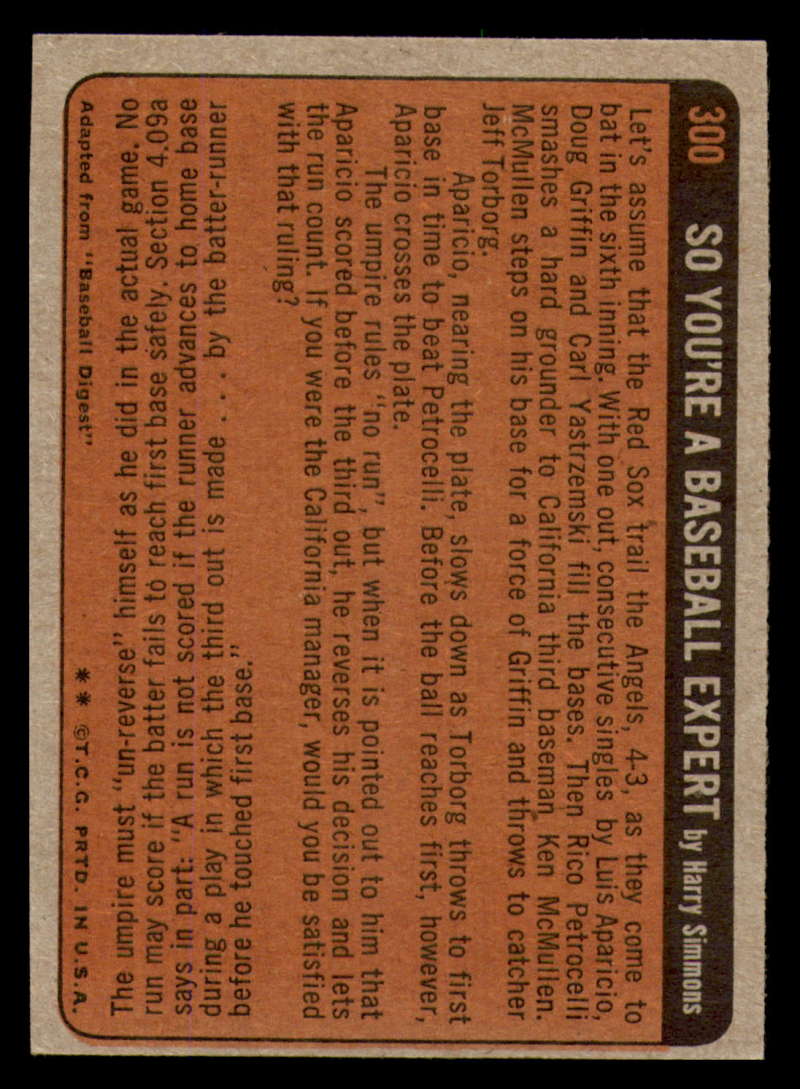 300 SO YOU'RE A BASEBALL EXPERT by Harry Simmons
Let's assume that the Red Sox trail the Angels, 4-3, as they come to
bat in the sixth inning. With one out, consecutive singles by Luis Aparicio,
Doug Griffin and Carl Yastrzemski fill the bases. Then Rico Petrocelli
smashes a hard grounder to California third baseman Ken McMullen.
McMullen steps on his base for a force of Griffin and throws to catcher
Jeff Torborg.
Aparicio, nearing the plate, slows down as Torborg throws to first
base in time to beat Petrocelli. Before the ball reaches first, however,
Aparicio crosses the plate.
The umpire rules "no run", but when it is pointed out to him that
Aparicio scored before the third out, he reverses his decision and lets
the run count. If you were the California manager, would you be satisfied
with that ruling?
The umpire must "un-reverse" himself as he did in the actual game. No
run may score if the batter fails to reach first base safely. Section 4.09a
says in part: "A run is not scored if the runner advances to home base
during a play in which the third out is made . . . by the batter-runner
before he touched first base."
Adapted from "Baseball Digest" ** ©T.C.G. PRTD. IN U.S.A.